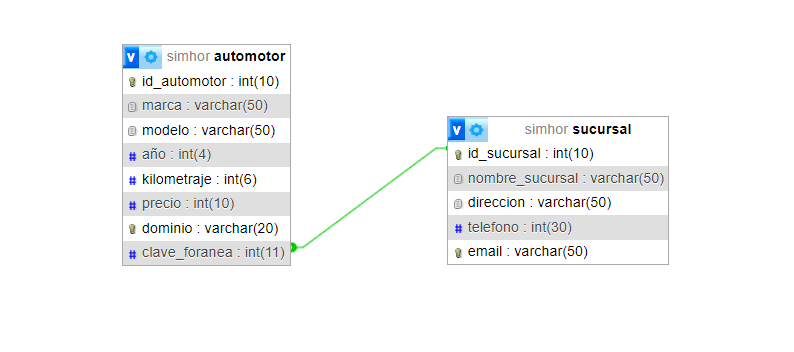 v simhor automotor
id_automotor : int(10)
marca : varchar(50)
modelo : varchar(50)
# año : int(4)
# kilometraje : int(6)
# precio : int(10)
dominio : varchar(20)
# clave_foranea : int(11)
v simhor sucursal
id_sucursal : int(10)
nombre_sucursal : varchar(50)
direccion : varchar(50)
# telefono : int(30)
email : varchar(50)